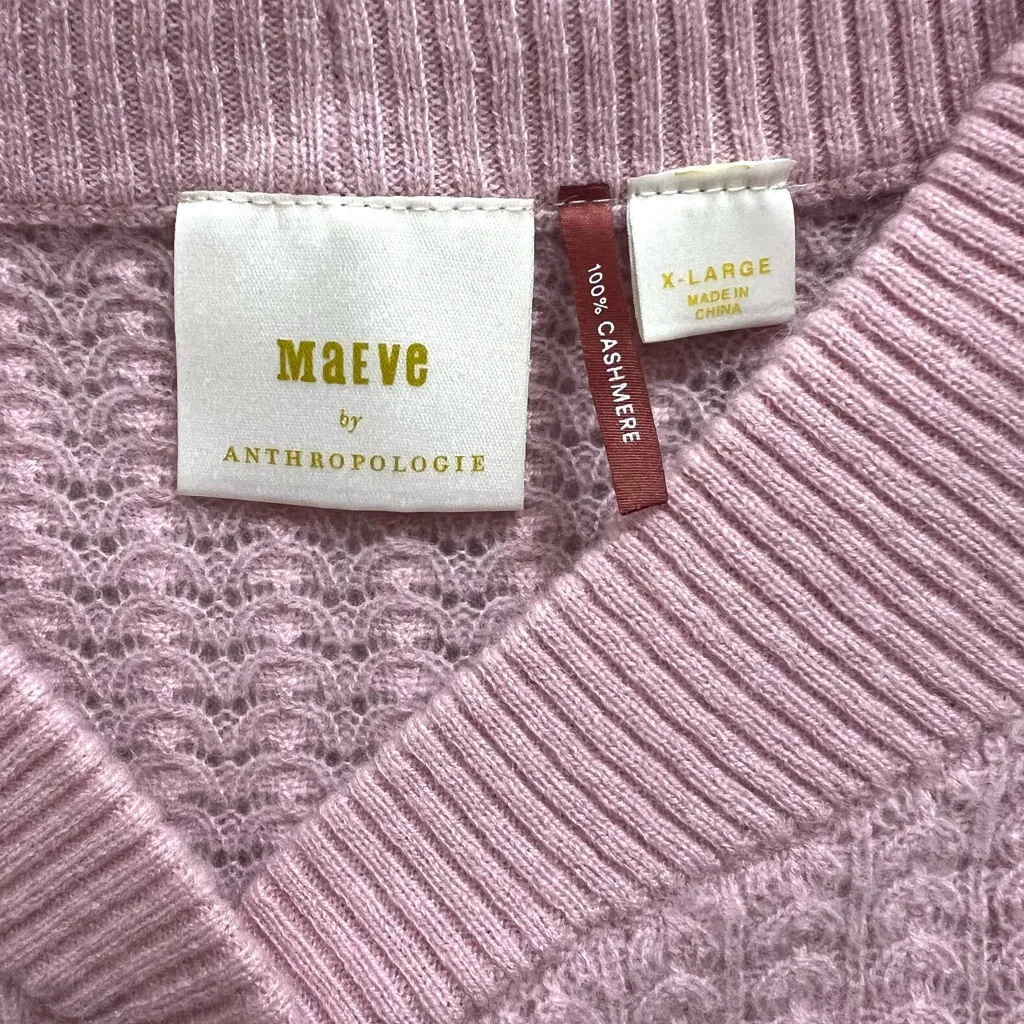 MaEve
by
ANTHROPOLOGIE
100% CASHMERE
X-LARGE
MADE IN
CHINA